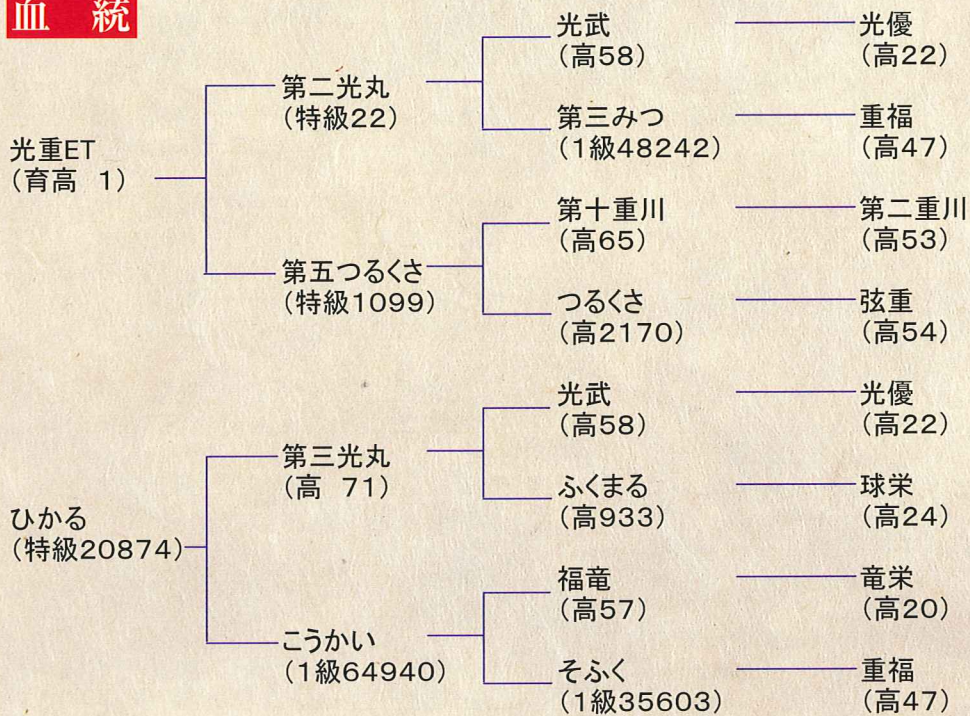 血 統
光重ET
(育高 1)
第二光丸
(特級22)
光武
(高58)
光優
(高22)
第三みつ
(1級48242)
重福
(高47)
第五つるくさ
(特級1099)
第十重川
(高65)
第二重川
(高53)
つるくさ
(高2170)
弦重
(高54)
ひかる
(特級20874)
第三光丸
(高 71)
光武
(高58)
光優
(高22)
ふくまる
(高933)
球栄
(高24)
こうかい
(1級64940)
福竜
(高57)
竜栄
(高20)
そふく
(1級35603)
重福
(高47)